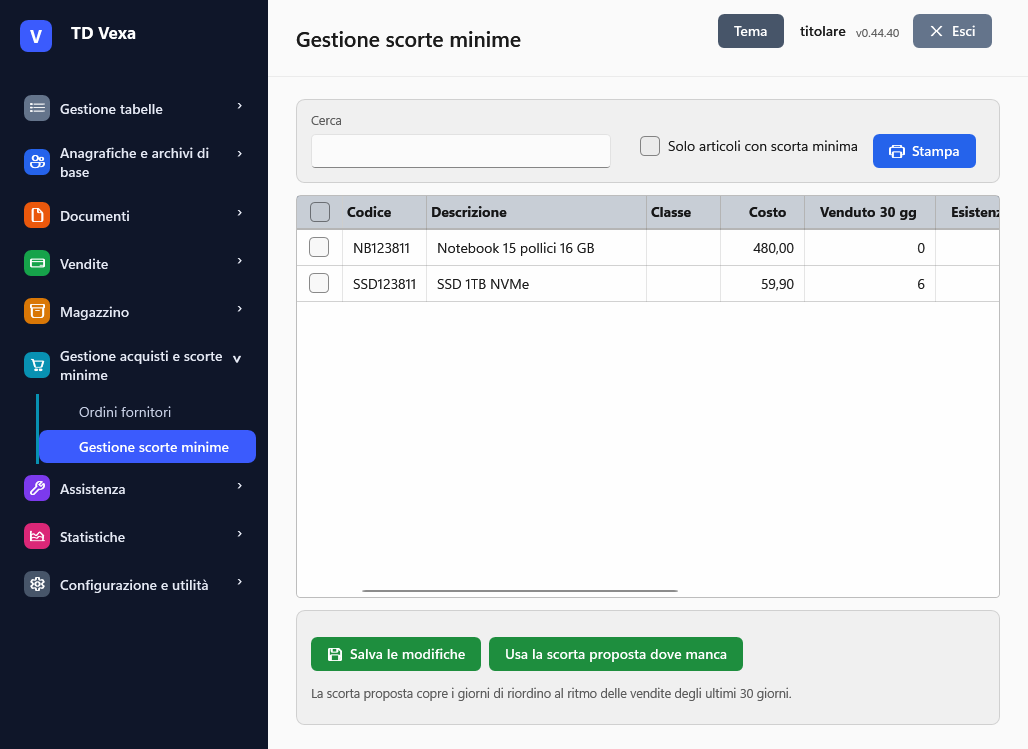 V TD Vexa
Gestione tabelle
Anagrafiche e archivi di
base
Documenti
Vendite
Magazzino
Gestione acquisti e scorte
minime
Ordini fornitori
Gestione scorte minime
Assistenza
Statistiche
Configurazione e utilità
Gestione scorte minime
Tema titolare v0.44.40 Esci
Cerca
Solo articoli con scorta minima Stampa
Codice Descrizione Classe Costo Venduto 30 gg Esistenz
NB123811 Notebook 15 pollici 16 GB 480,00 0
SSD123811 SSD 1TB NVMe 59,90 6
Salva le modifiche Usa la scorta proposta dove manca
La scorta proposta copre i giorni di riordino al ritmo delle vendite degli ultimi 30 giorni.